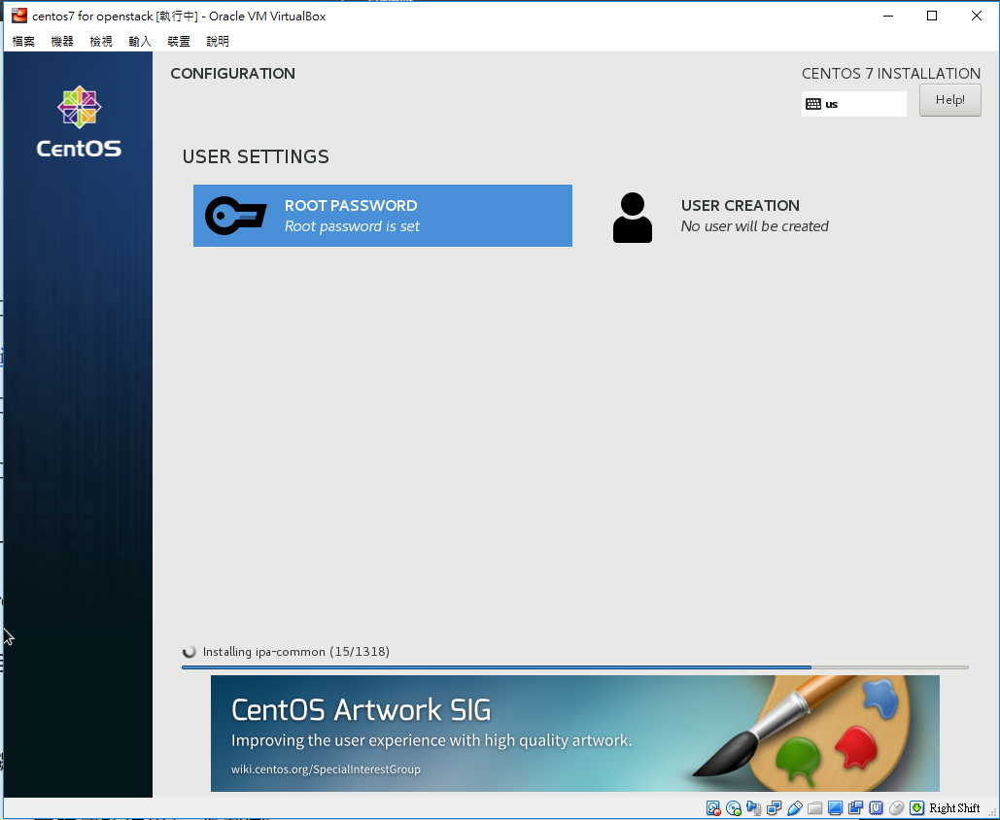 centos7 for openstack [執行中] - Oracle VM VirtualBox
檔案 機器 檢視 輸入 裝置 說明
CentOS
CONFIGURATION
CENTOS 7 INSTALLATION
us
Help!
USER SETTINGS
ROOT PASSWORD
Root password is set
USER CREATION
No user will be created
Installing ipa-common (15/1318)
CentOS Artwork SIG
Improving the user experience with high quality artwork.
wiki.centos.org/SpecialInterestGroup
Right Shift